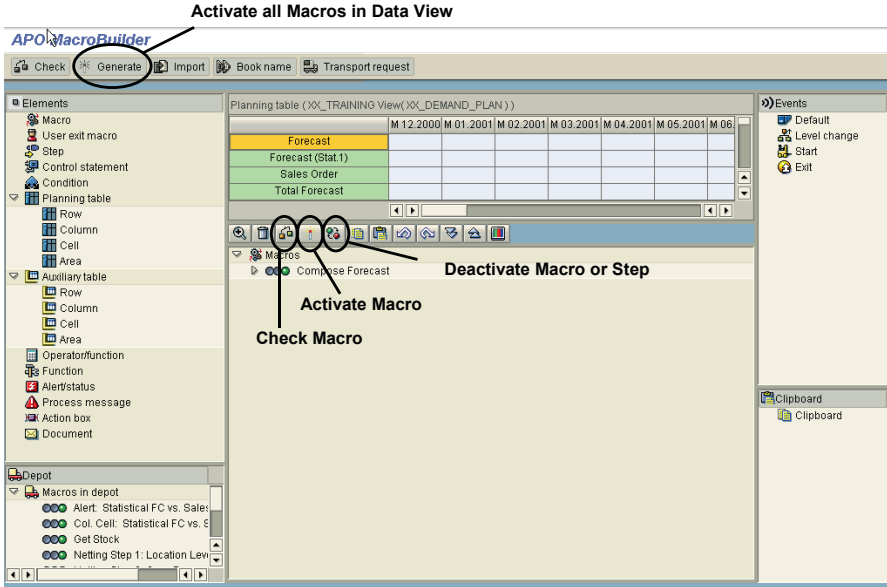 Activate all Macros in Data View
APO MacroBuilder
Check Generate Import Book name Transport request
Elements
Macro
User exit macro
Step
Control statement
Condition
Planning table
Row
Column
Cell
Area
Auxiliary table
Row
Column
Cell
Area
Operator/function
Function
Alert/status
Process message
Action box
Document
Depot
Macros in depot
Alert: Statistical FC vs. Sales
Col. Cell: Statistical FC vs. S
Get Stock
Netting Step 1: Location Lev
Planning table ( XX_TRAINING View( XX_DEMAND_PLAN ) )
M 12.2000 M 01.2001 M 02.2001 M 03.2001 M 04.2001 M 05.2001 M 06.
Forecast
Forecast (Stat.1)
Sales Order
Total Forecast
Macros
Compose Forecast
Deactivate Macro or Step
Activate Macro
Check Macro
Events
Default
Level change
Start
Exit
Clipboard
Clipboard